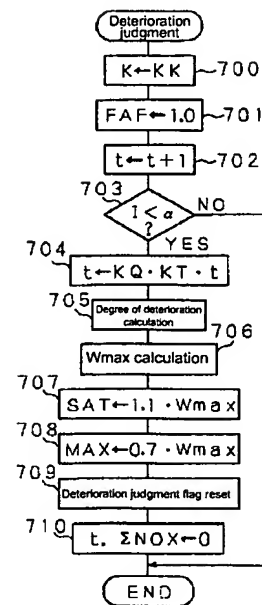 Deterioration
judgment
K←KK
700
FAF←1.0
701
t←t+1
702
703
I<α
?
NO
YES
704
t←KQ・KT・t
705
Degree of deterioration
calculation
706
Wmax calculation
707
SAT←1.1・Wmax
708
MAX←0.7・Wmax
709
Deterioration judgment flag reset
710
t. ΣNOX←0
END